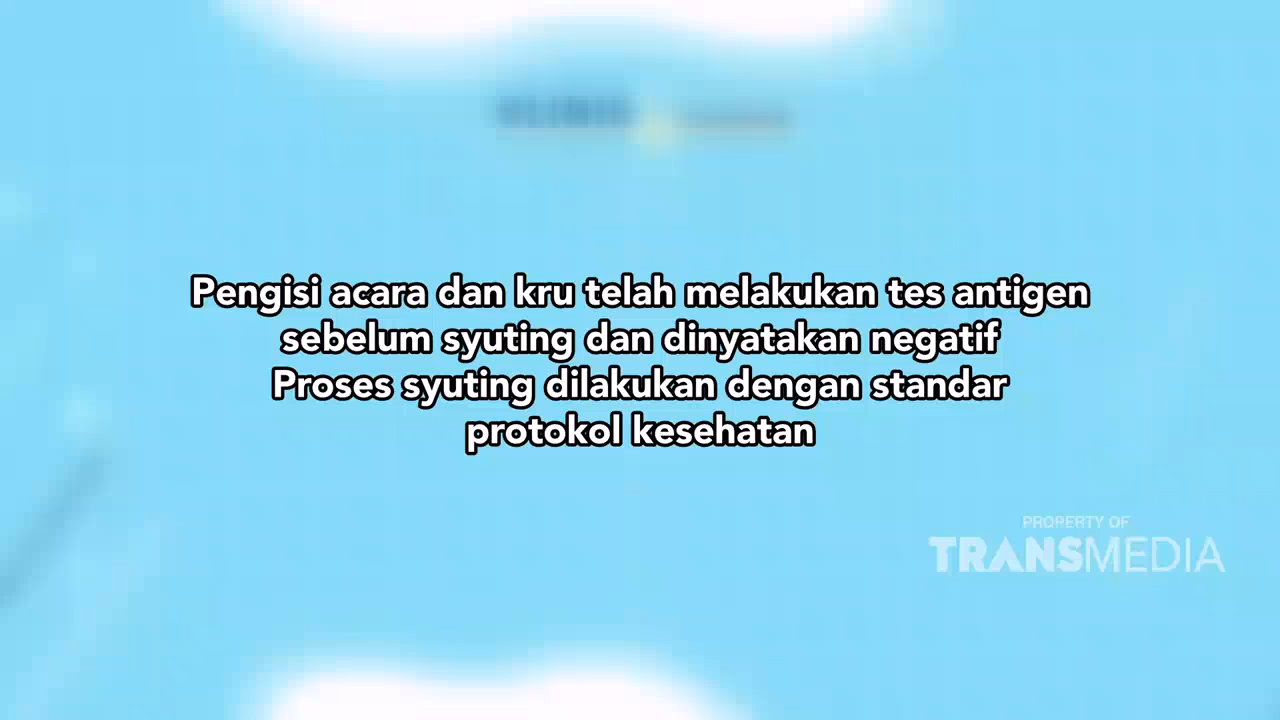 Pengisi acara dan kru telah melakukan tes antigen
sebelum syuting dan dinyatakan negatif
Proses syuting dilakukan dengan standar
protokol kesehatan
PROPERTY OF
TRANSMEDIA